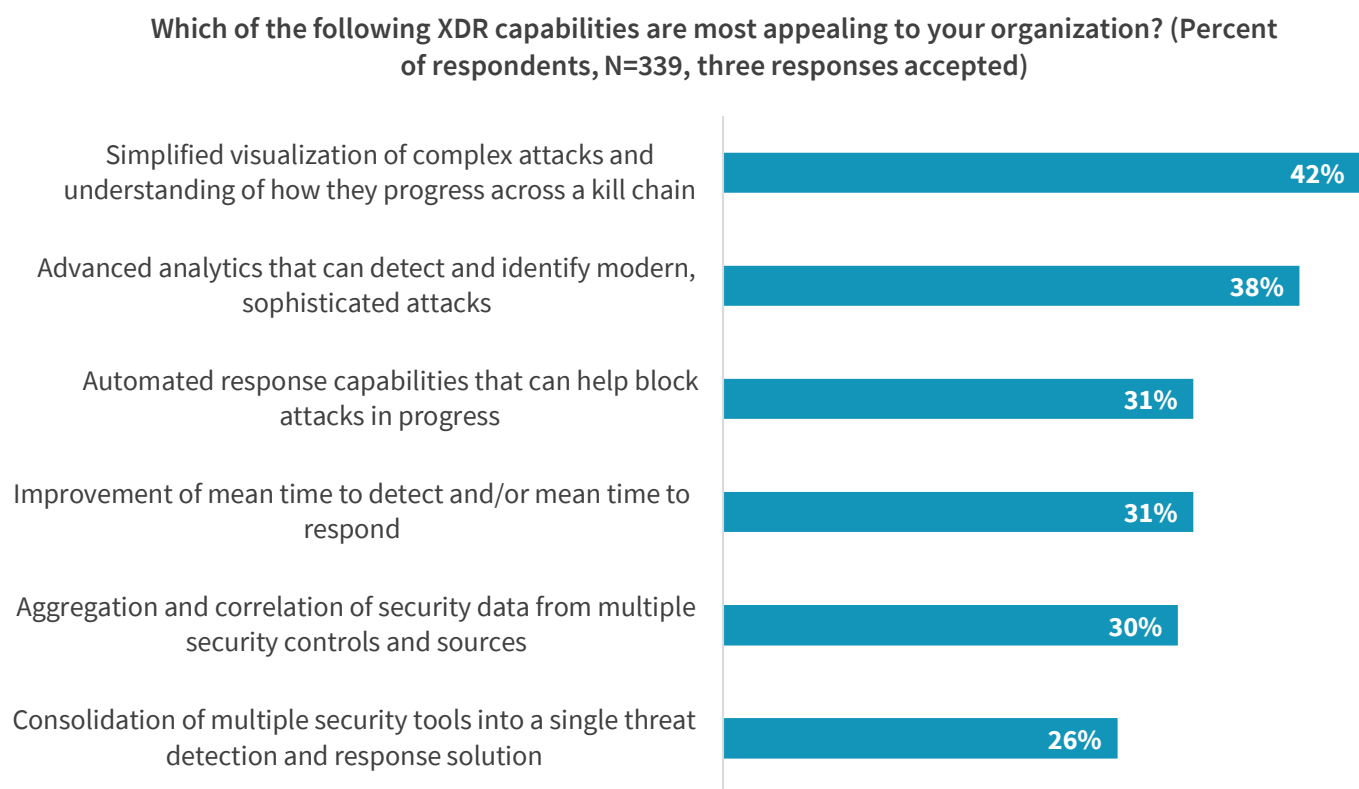 Which of the following XDR capabilities are most appealing to your organization? (Percent
of respondents, N=339, three responses accepted)
Simplified visualization of complex attacks and
understanding of how they progress across a kill chain
42%
Advanced analytics that can detect and identify modern,
sophisticated attacks
38%
Automated response capabilities that can help block
attacks in progress
31%
Improvement of mean time to detect and/or mean time to
respond
31%
Aggregation and correlation of security data from multiple
security controls and sources
30%
Consolidation of multiple security tools into a single threat
detection and response solution
26%